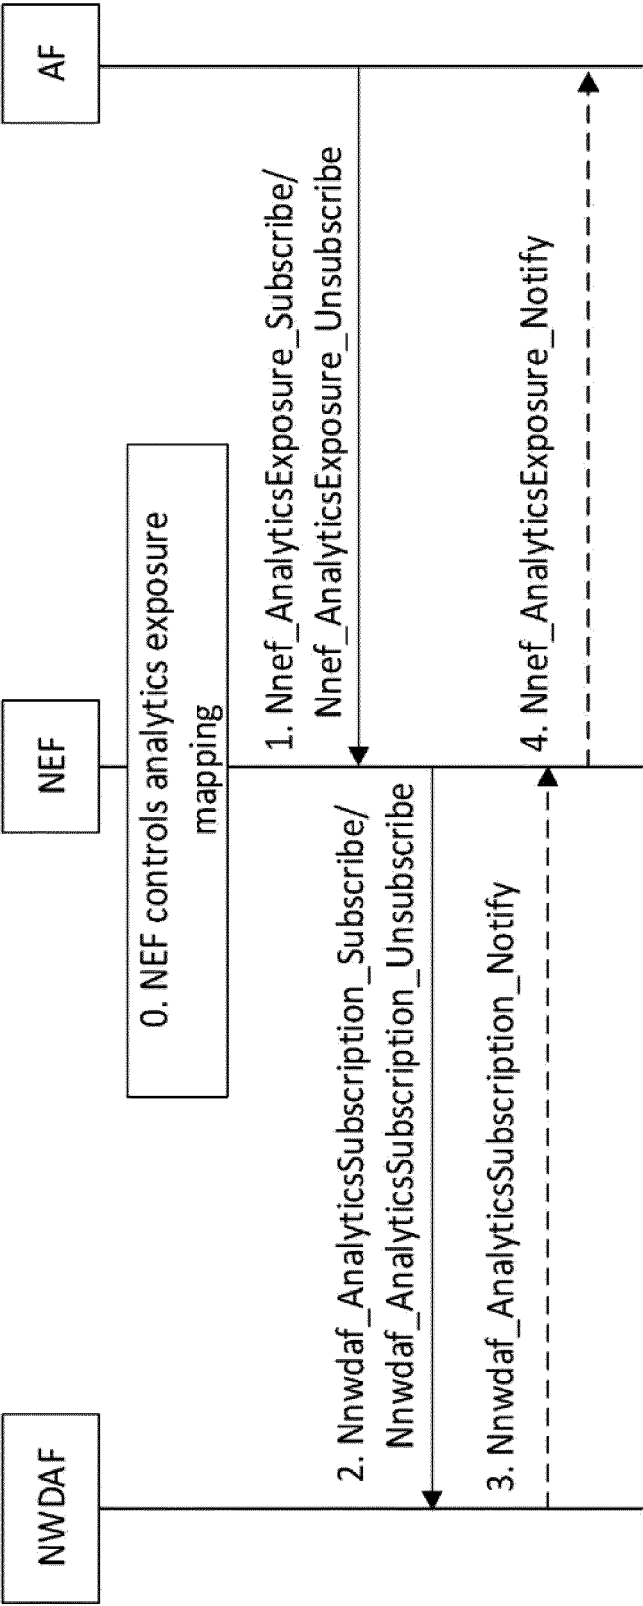 NWDAF
NEF
AF
0. NEF controls analytics exposure
mapping
1. Nnef_AnalyticsExposure_Subscribe/
Nnef_AnalyticsExposure_Unsubscribe
2. Nnwdaf_AnalyticsSubscription_Subscribe/
Nnwdaf_AnalyticsSubscription_Unsubscribe
3. Nnwdaf_AnalyticsSubscription_Notify
4. Nnef_AnalyticsExposure_Notify